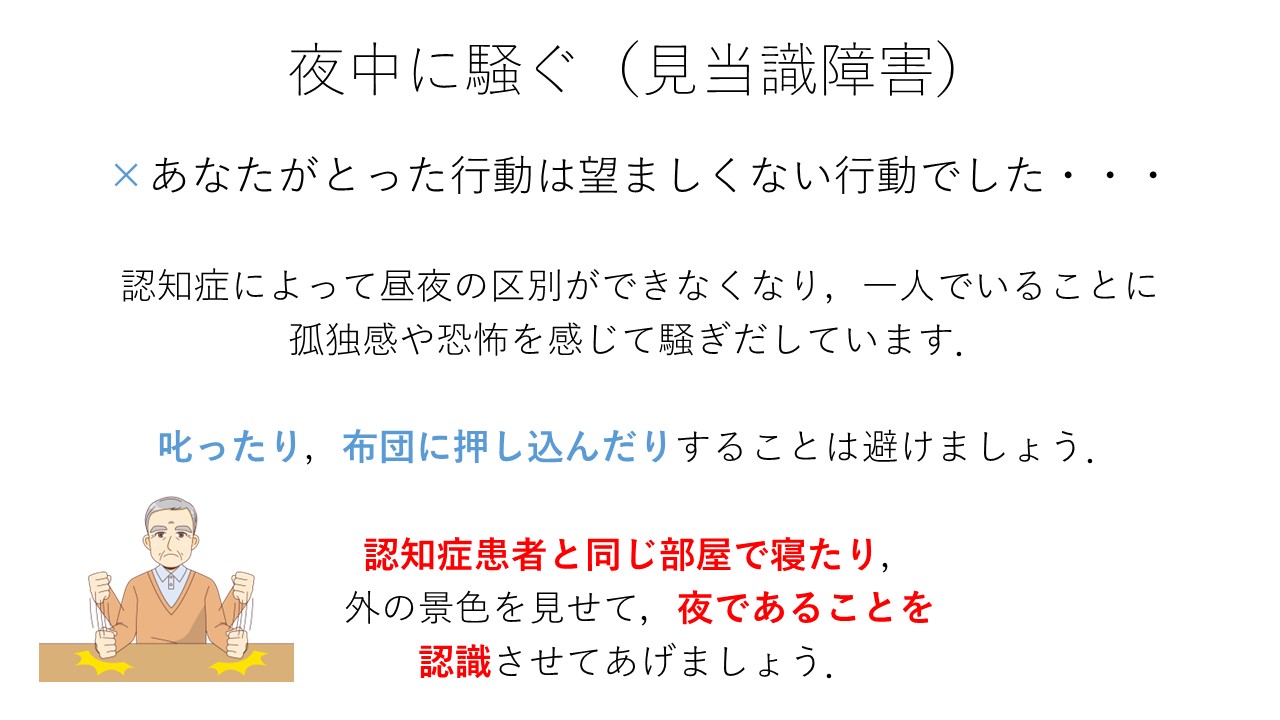 夜中に騒ぐ（見当識障害）
×あなたがとった行動は望ましくない行動でした・・・
認知症によって昼夜の区別ができなくなり，一人でいることに
孤独感や恐怖を感じて騒ぎだしています．
叱ったり，布団に押し込んだりすることは避けましょう．
認知症患者と同じ部屋で寝たり，
外の景色を見せて，夜であることを
認識させてあげましょう．